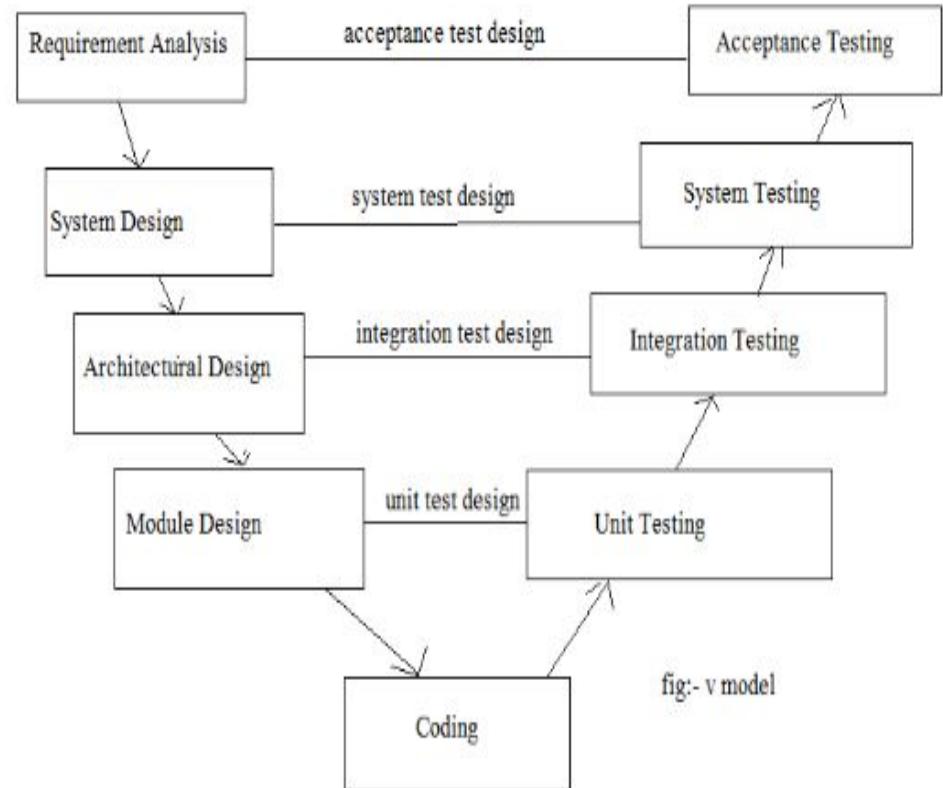 Requirement Analysis
acceptance test design
Acceptance Testing
System Design
system test design
System Testing
Architectural Design
integration test design
Integration Testing
Module Design
unit test design
Unit Testing
Coding
fig:- v model